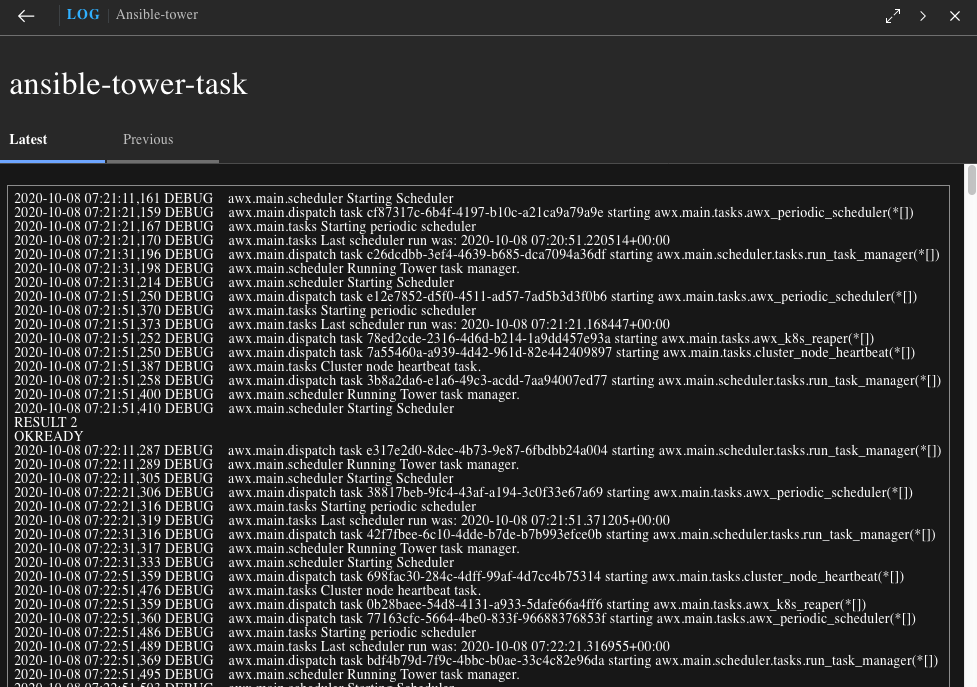 LOG | Ansible-tower
ansible-tower-task
Latest Previous
2020-10-08 07:21:11,161 DEBUG awx.main.scheduler Starting Scheduler
2020-10-08 07:21:21,159 DEBUG awx.main.dispatch task cf87317c-6b4f-4197-b10c-a21ca9a79a9e starting awx.main.tasks.awx_periodic_scheduler(*[])
2020-10-08 07:21:21,167 DEBUG awx.main.tasks Starting periodic scheduler
2020-10-08 07:21:21,170 DEBUG awx.main.tasks Last scheduler run was: 2020-10-08 07:20:51.220514+00:00
2020-10-08 07:21:31,196 DEBUG awx.main.dispatch task c26dcdbb-3ef4-4639-b685-dca7094a36df starting awx.main.scheduler.tasks.run_task_manager(*[])
2020-10-08 07:21:31,198 DEBUG awx.main.scheduler Running Tower task manager.
2020-10-08 07:21:31,214 DEBUG awx.main.scheduler Starting Scheduler
2020-10-08 07:21:51,250 DEBUG awx.main.dispatch task e12e7852-d5f0-4511-ad57-7ad5b3d3f0b6 starting awx.main.tasks.awx_periodic_scheduler(*[])
2020-10-08 07:21:51,370 DEBUG awx.main.tasks Starting periodic scheduler
2020-10-08 07:21:51,373 DEBUG awx.main.tasks Last scheduler run was: 2020-10-08 07:21:21.168447+00:00
2020-10-08 07:21:51,252 DEBUG awx.main.dispatch task 78ed2cde-2316-4d6d-b214-1a9dd457e93a starting awx.main.tasks.awx_k8s_reaper(*[])
2020-10-08 07:21:51,250 DEBUG awx.main.dispatch task 7a55460a-a939-4d42-961d-82e442409897 starting awx.main.tasks.cluster_node_heartbeat(*[])
2020-10-08 07:21:51,387 DEBUG awx.main.tasks Cluster node heartbeat task.
2020-10-08 07:21:51,258 DEBUG awx.main.dispatch task 3b8a2da6-e1a6-49c3-acdd-7aa94007ed77 starting awx.main.scheduler.tasks.run_task_manager(*[])
2020-10-08 07:21:51,400 DEBUG awx.main.scheduler Running Tower task manager.
2020-10-08 07:21:51,410 DEBUG awx.main.scheduler Starting Scheduler
RESULT 2
OKREADY
2020-10-08 07:22:11,287 DEBUG awx.main.dispatch task e317e2d0-8dec-4b73-9e87-6fbdbb24a004 starting awx.main.scheduler.tasks.run_task_manager(*[])
2020-10-08 07:22:11,289 DEBUG awx.main.scheduler Running Tower task manager.
2020-10-08 07:22:11,305 DEBUG awx.main.scheduler Starting Scheduler
2020-10-08 07:22:21,306 DEBUG awx.main.dispatch task 38817beb-9fc4-43af-a194-3c0f33e67a69 starting awx.main.tasks.awx_periodic_scheduler(*[])
2020-10-08 07:22:21,316 DEBUG awx.main.tasks Starting periodic scheduler
2020-10-08 07:22:21,319 DEBUG awx.main.tasks Last scheduler run was: 2020-10-08 07:21:51.371205+00:00
2020-10-08 07:22:31,316 DEBUG awx.main.dispatch task 42f7fbee-6c10-4dde-b7de-b7b993efce0b starting awx.main.scheduler.tasks.run_task_manager(*[])
2020-10-08 07:22:31,317 DEBUG awx.main.scheduler Running Tower task manager.
2020-10-08 07:22:31,333 DEBUG awx.main.scheduler Starting Scheduler
2020-10-08 07:22:51,359 DEBUG awx.main.dispatch task 698fac30-284c-4dff-99af-4d7cc4b75314 starting awx.main.tasks.cluster_node_heartbeat(*[])
2020-10-08 07:22:51,476 DEBUG awx.main.tasks Cluster node heartbeat task.
2020-10-08 07:22:51,359 DEBUG awx.main.dispatch task 0b28baee-54d8-4131-a933-5dafe66a4ff6 starting awx.main.tasks.awx_k8s_reaper(*[])
2020-10-08 07:22:51,360 DEBUG awx.main.dispatch task 77163cfc-5664-4be0-833f-96688376853f starting awx.main.tasks.awx_periodic_scheduler(*[])
2020-10-08 07:22:51,486 DEBUG awx.main.tasks Starting periodic scheduler
2020-10-08 07:22:51,489 DEBUG awx.main.tasks Last scheduler run was: 2020-10-08 07:22:21.316955+00:00
2020-10-08 07:22:51,369 DEBUG awx.main.dispatch task bdf4b79d-7f9c-4bbc-b0ae-33c4c82e96da starting awx.main.scheduler.tasks.run_task_manager(*[])
2020-10-08 07:22:51,495 DEBUG awx.main.scheduler Running Tower task manager.
2020-10-08 07:22:51,503 DEBUG awx.main.scheduler Starting Scheduler